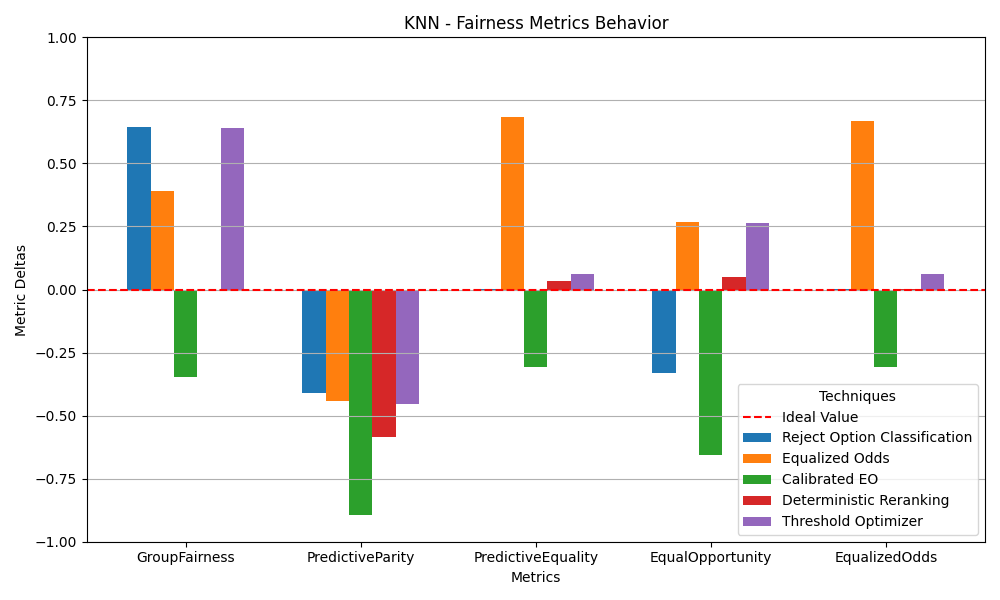 KNN - Fairness Metrics Behavior
1.00
0.75
0.50
0.25
0.00
−0.25
−0.50
−0.75
−1.00
Metric Deltas
GroupFairness
PredictiveParity
PredictiveEquality
EqualOpportunity
EqualizedOdds
Metrics
Techniques
Ideal Value
Reject Option Classification
Equalized Odds
Calibrated EO
Deterministic Reranking
Threshold Optimizer